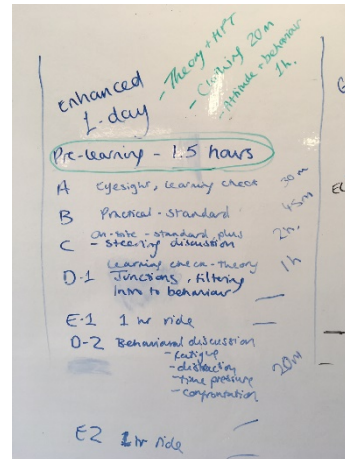 - Theory + HPT
- Clothing 20m
- Attitude + behaviour
1h.
Enhanced
1-day
Pre-learning - 1.5 hours
A Eyesight, learning check 30m
B Practical - standard 45m
C On-site - standard, plus 2h.
- steering discussion
learning check - theory 1h
D-1 Junctions, filtering
Intro to behaviour
E-1 1 hr ride
D-2 Behavioural discussion
- fatigue
- distraction 20m
- time pressure
- confrontation
E2 1 hr ride